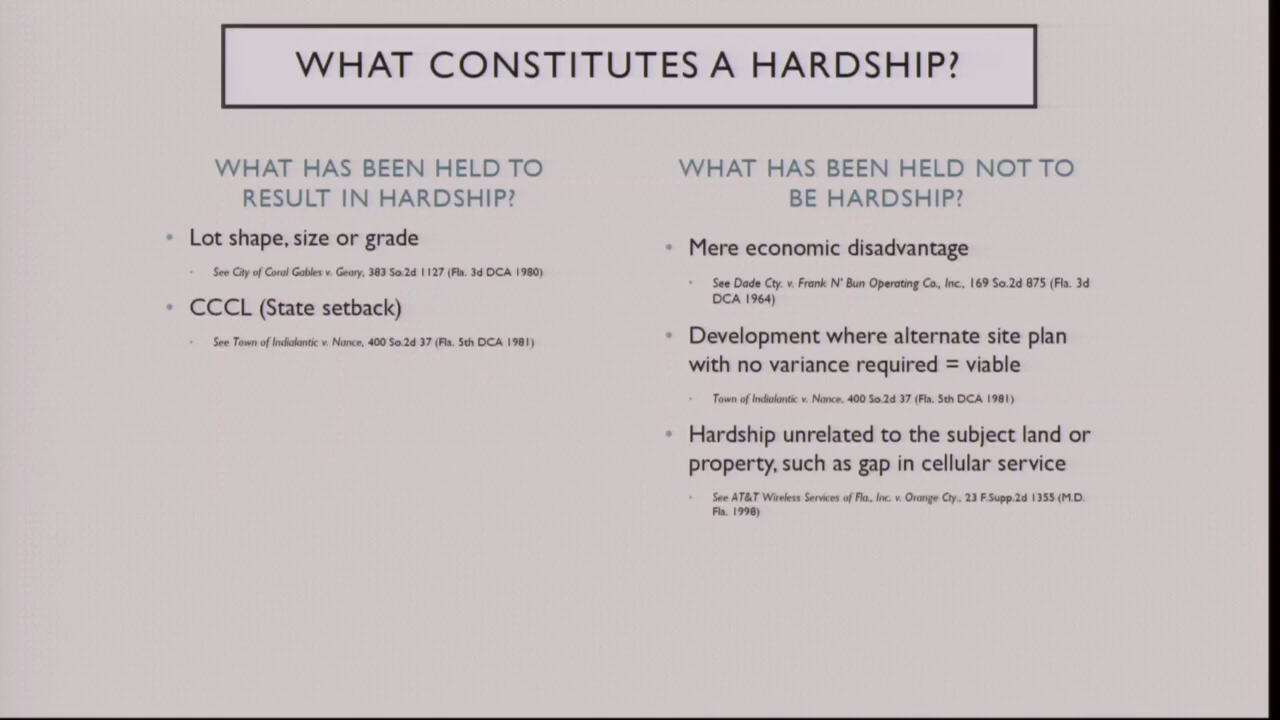 WHAT CONSTITUTES A HARDSHIP?
WHAT HAS BEEN HELD TO
RESULT IN HARDSHIP?
• Lot shape, size or grade
• See City of Coral Gables v. Geary, 383 So.2d 1127 (Fla. 3d DCA 1980)
• CCCL (State setback)
• See Town of Indialantic v. Nance, 400 So.2d 37 (Fla. 5th DCA 1981)
WHAT HAS BEEN HELD NOT TO
BE HARDSHIP?
• Mere economic disadvantage
• See Dade Cty. v. Frank N' Bun Operating Co., Inc., 169 So.2d 875 (Fla. 3d
DCA 1964)
• Development where alternate site plan
with no variance required = viable
• Town of Indialantic v. Nance, 400 So.2d 37 (Fla. 5th DCA 1981)
• Hardship unrelated to the subject land or
property, such as gap in cellular service
• See AT&T Wireless Services of Fla., Inc. v. Orange Cty., 23 F.Supp.2d 1355 (M.D.
Fla. 1998)